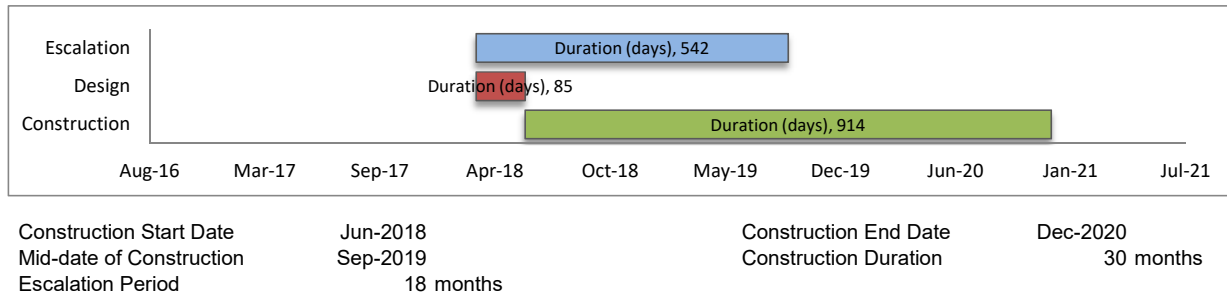 Escalation Duration (days), 542
Design Duration (days), 85
Construction Duration (days), 914
Aug-16 Mar-17 Sep-17 Apr-18 Oct-18 May-19 Dec-19 Jun-20 Jan-21 Jul-21
Construction Start Date Jun-2018 Construction End Date Dec-2020
Mid-date of Construction Sep-2019 Construction Duration 30 months
Escalation Period 18 months